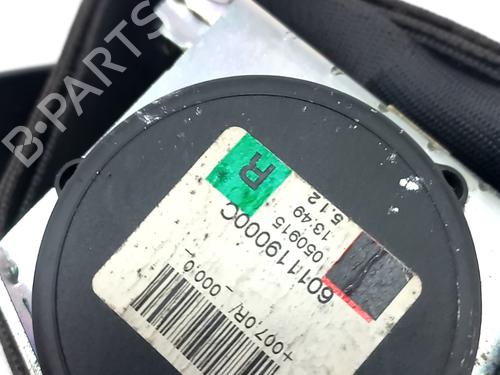 B-PARTS
R
5.12
13:49
050915
601119000C
+007,0R/_000,0_